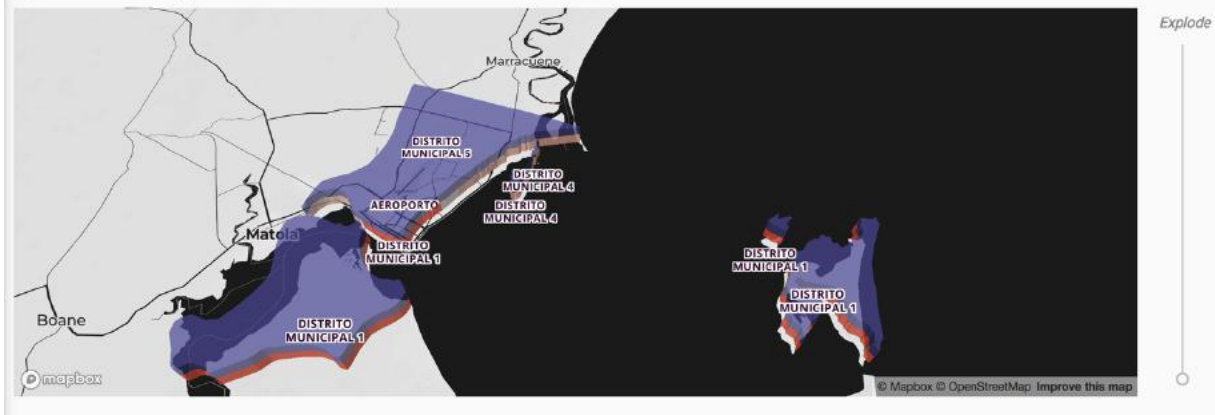 Explode
Marracuene
DISTRITO
MUNICIPAL 5
DISTRITO
MUNICIPAL 4
AEROPORTO
DISTRITO
MUNICIPAL 4
Matola
DISTRITO
MUNICIPAL 1
DISTRITO
MUNICIPAL 1
DISTRITO
MUNICIPAL 1
Boane
DISTRITO
MUNICIPAL 1
mapbox
© Mapbox © OpenStreetMap Improve this map